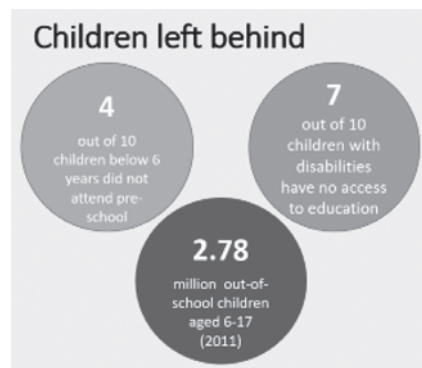 Children left behind
4
out of 10
children below 6
years did not
attend pre-
school
7
out of 10
children with
disabilities
have no access
to education
2.78
million out-of-
school children
aged 6-17
(2011)